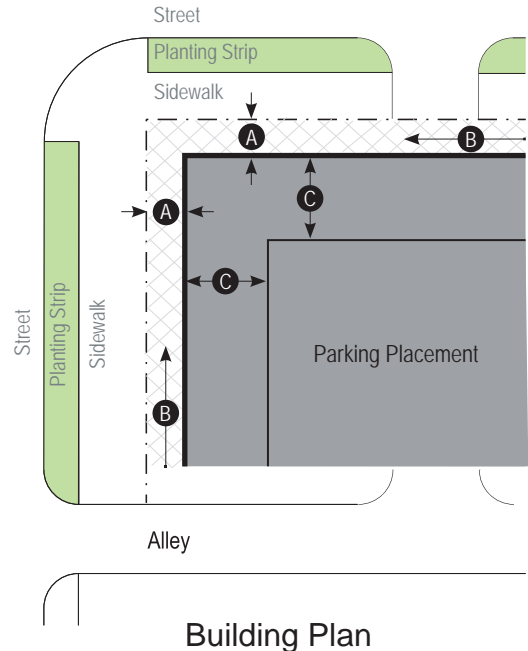 Street
Planting Strip
Sidewalk
A
B
A
C
C
Street
Planting Strip
Sidewalk
Parking Placement
B
Alley
Building Plan